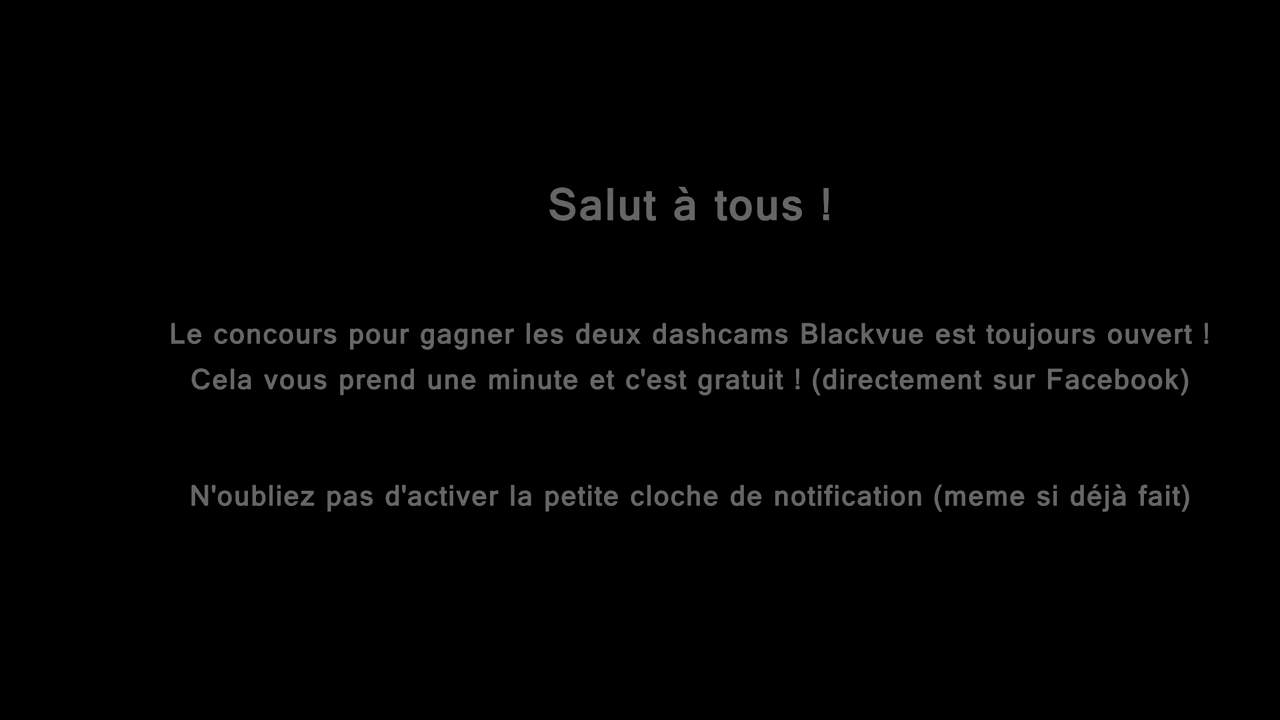 Salut à tous !
Le concours pour gagner les deux dashcams Blackvue est toujours ouvert !
Cela vous prend une minute et c'est gratuit ! (directement sur Facebook)
N'oubliez pas d'activer la petite cloche de notification (meme si déjà fait)